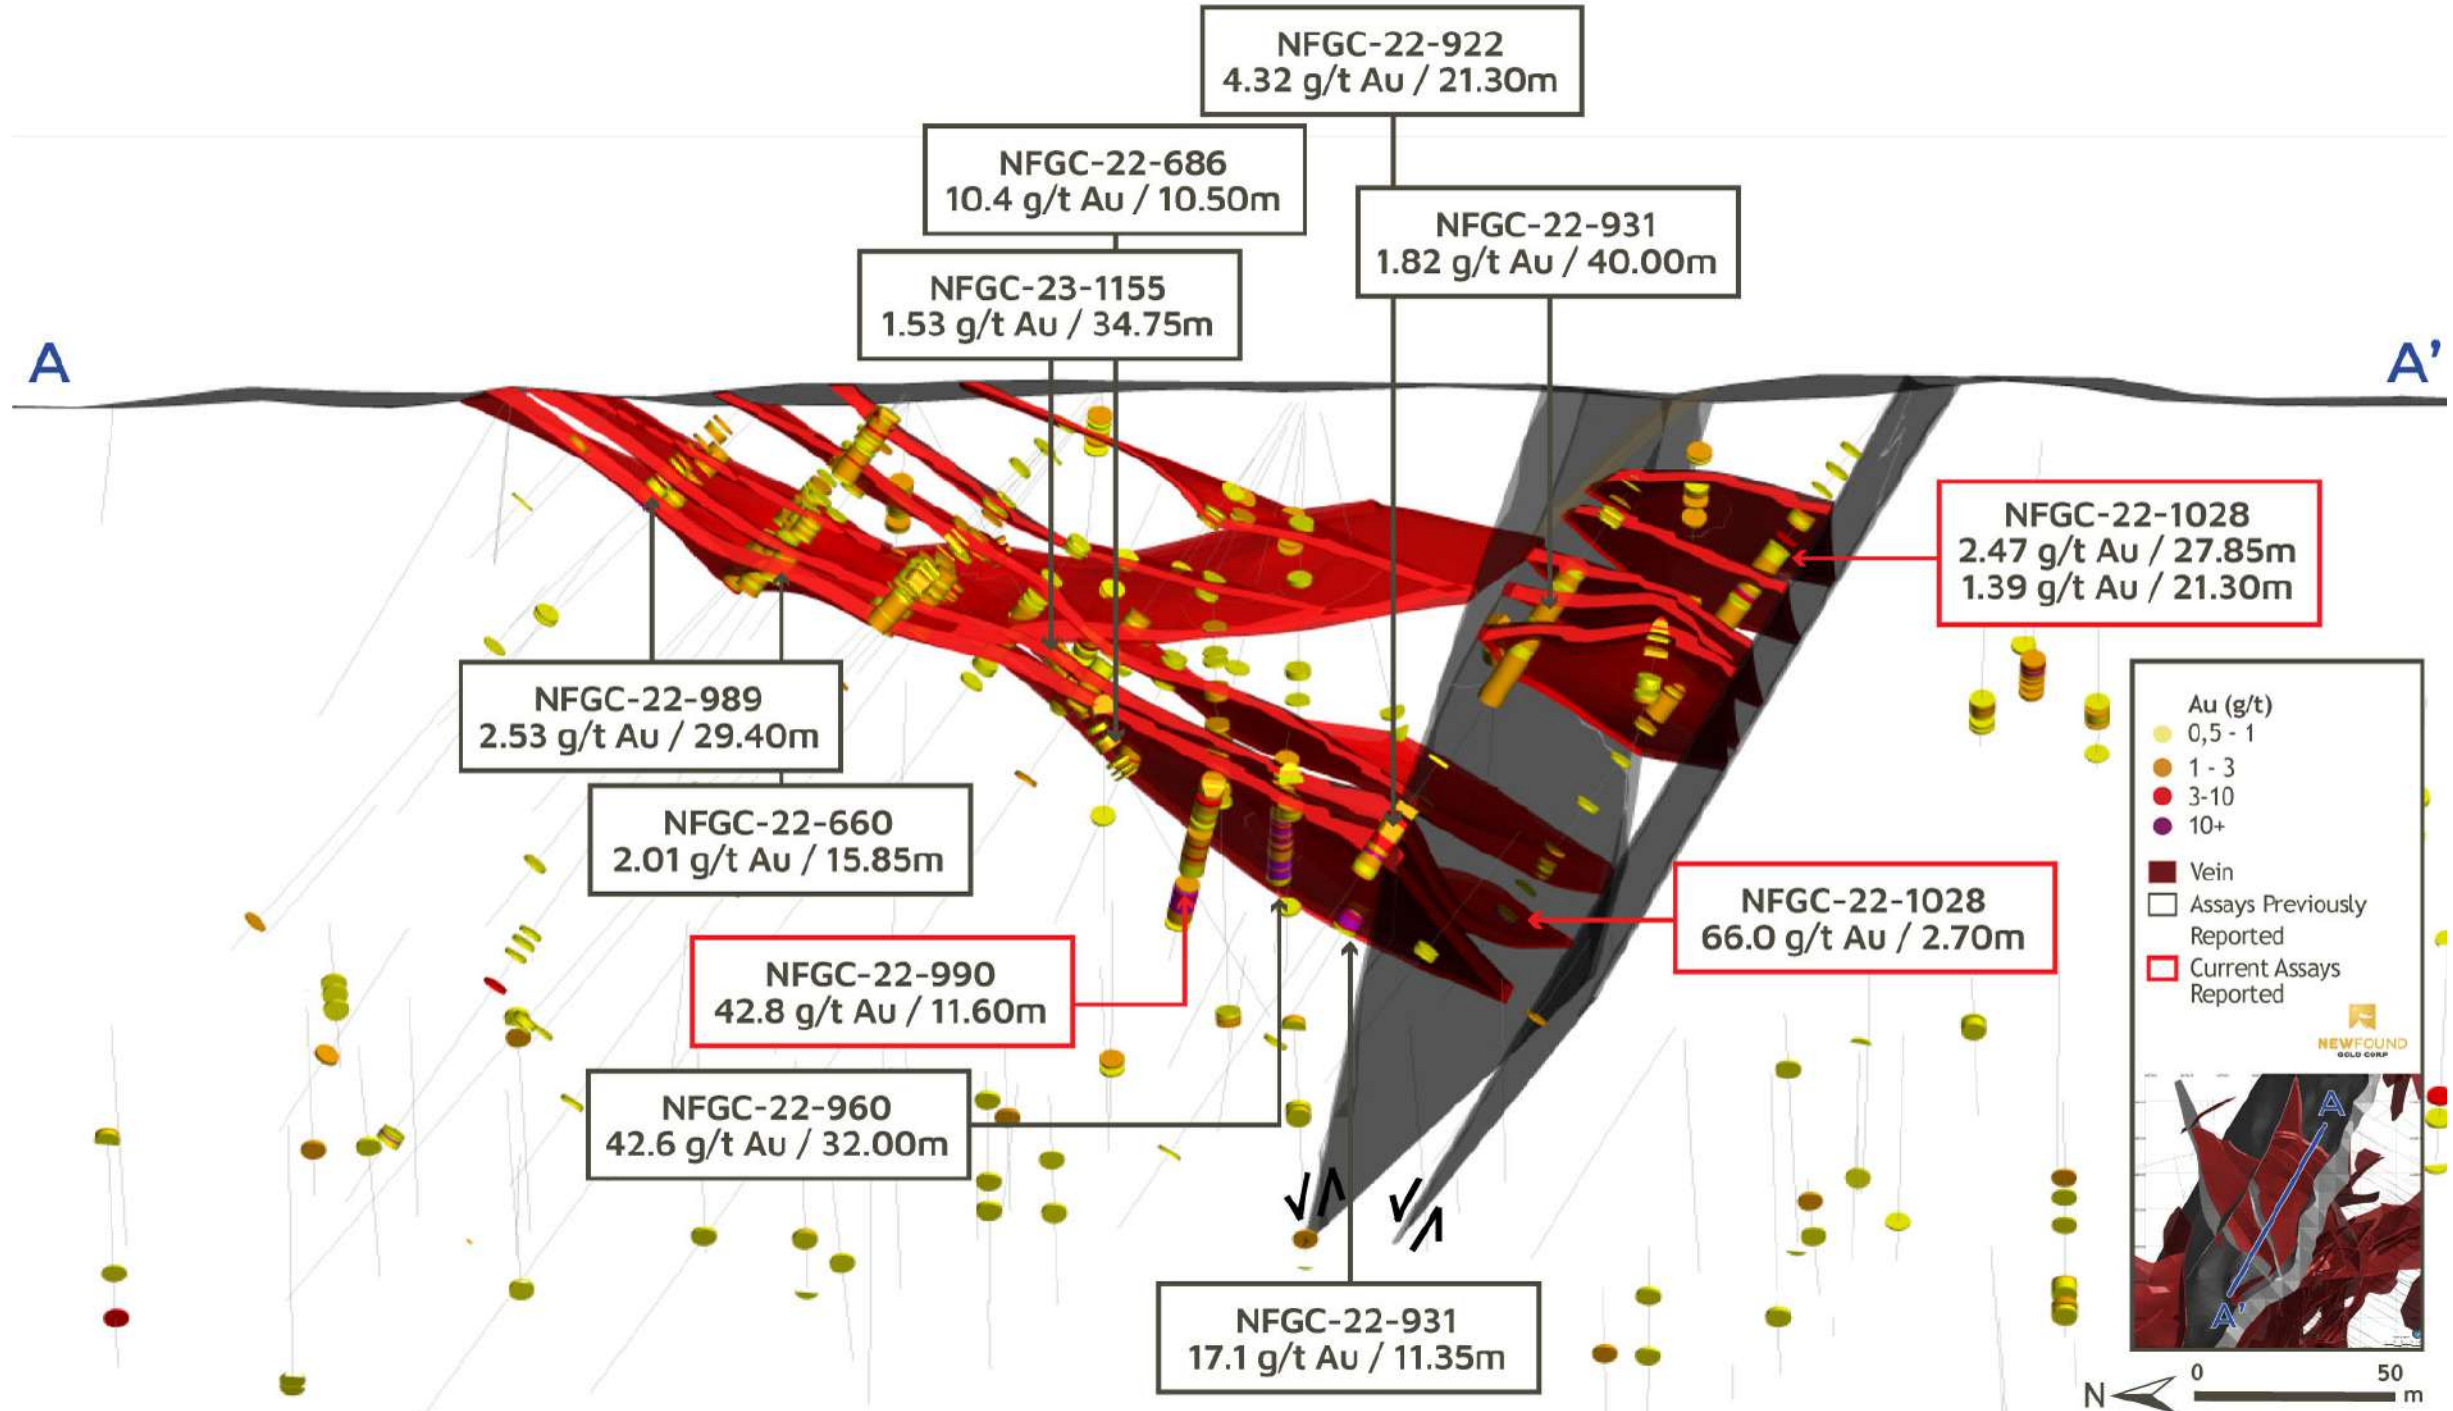 NFGC-22-922
4.32 g/t Au / 21.30m
NFGC-22-686
10.4 g/t Au / 10.50m
NFGC-22-931
1.82 g/t Au / 40.00m
NFGC-23-1155
1.53 g/t Au / 34.75m
A
A'
NFGC-22-1028
2.47 g/t Au / 27.85m
1.39 g/t Au / 21.30m
NFGC-22-989
2.53 g/t Au / 29.40m
NFGC-22-660
2.01 g/t Au / 15.85m
NFGC-22-1028
66.0 g/t Au / 2.70m
NFGC-22-990
42.8 g/t Au / 11.60m
NFGC-22-960
42.6 g/t Au / 32.00m
NFGC-22-931
17.1 g/t Au / 11.35m
Au (g/t)
0,5 - 1
1 - 3
3-10
10+
Vein
Assays Previously
Reported
Current Assays
Reported
NEWFOUND
GOLD CORP
A
A'
N
0
50
m